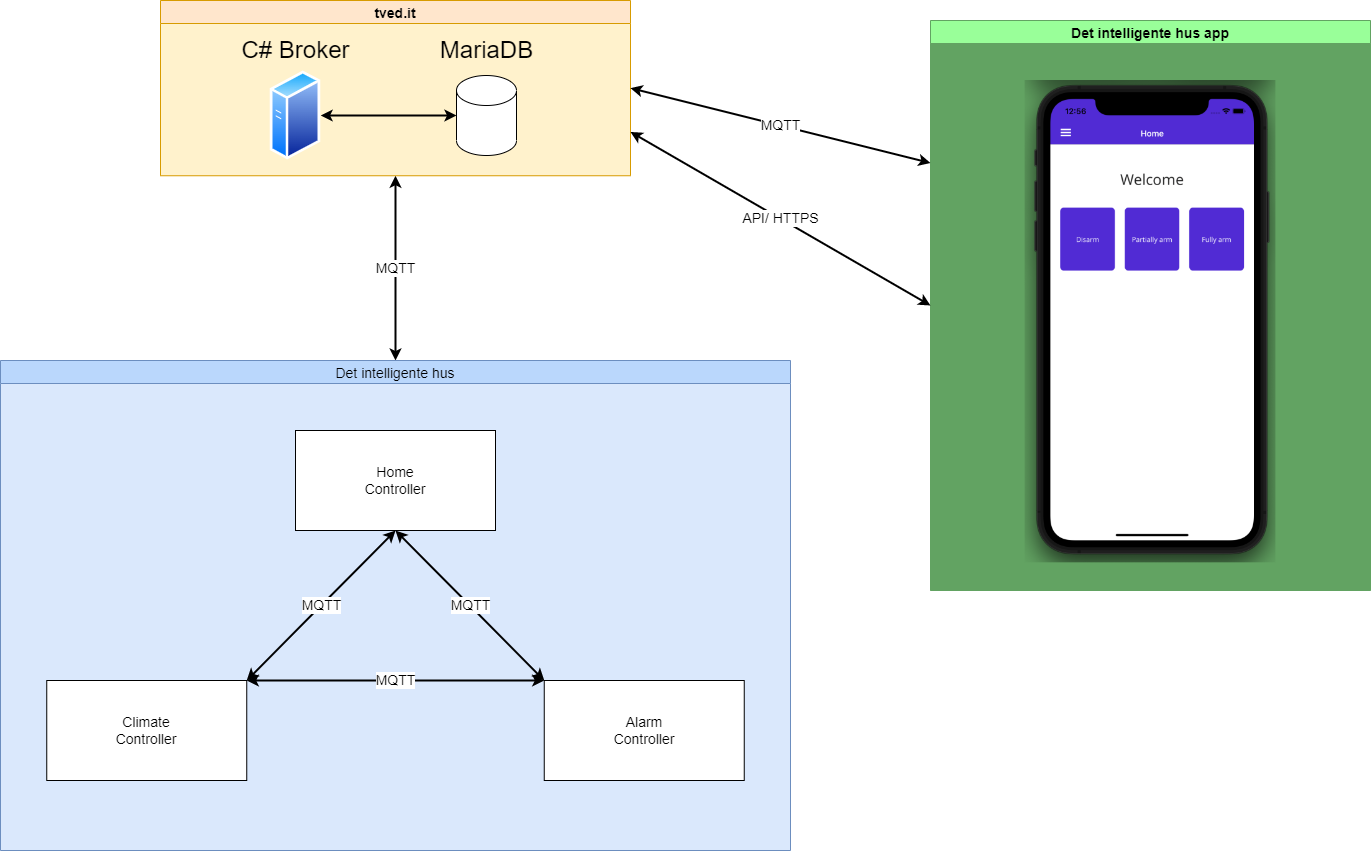 tved.it
C# Broker
MariaDB
MQTT
API/ HTTPS
MQTT
Det intelligente hus app
12:56
Home
Welcome
Disarm
Partially arm
Fully arm
Det intelligente hus
Home
Controller
MQTT
MQTT
MQTT
Climate
Controller
Alarm
Controller